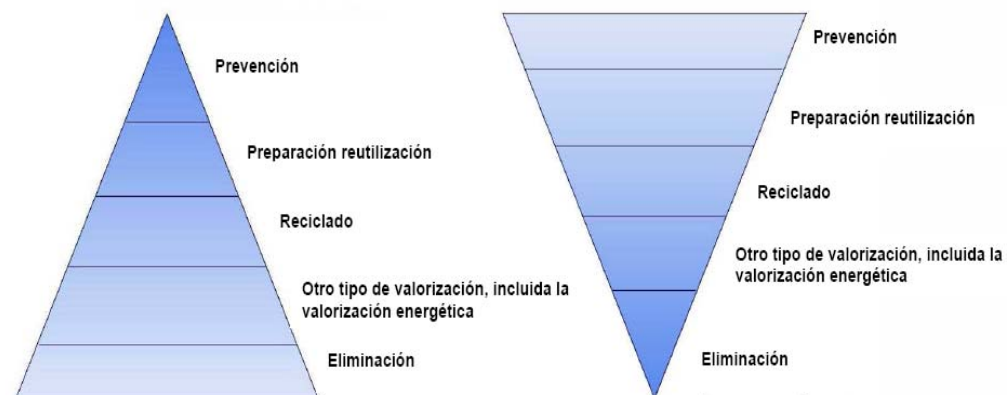 Prevención
Preparación reutilización
Reciclado
Otro tipo de valorización, incluida la
valorización energética
Eliminación
Prevención
Preparación reutilización
Reciclado
Otro tipo de valorización, incluida la
valorización energética
Eliminación